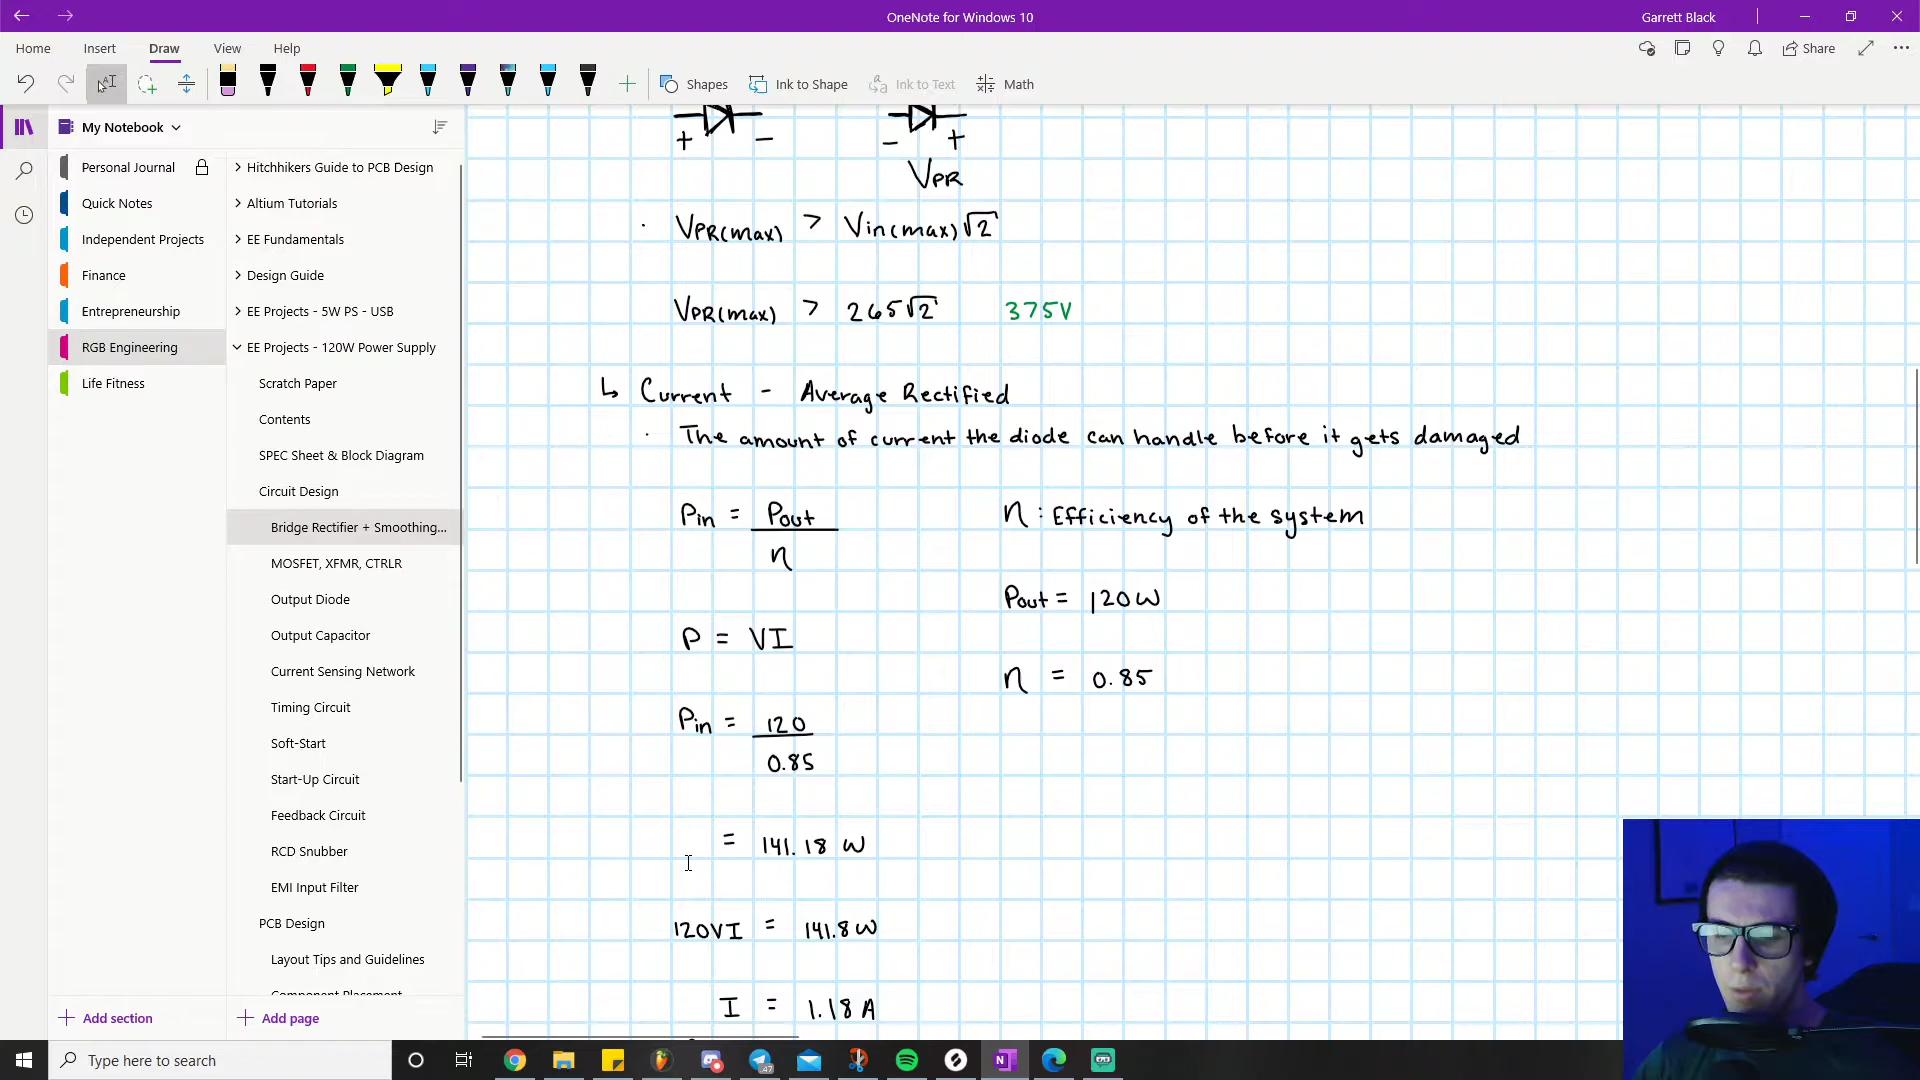 OneNote for Windows 10
Garrett Black
Home
Insert
Draw
View
Help
Share
Shapes
Ink to Shape
Ink to Text
Math
My Notebook
Personal Journal
Quick Notes
Independent Projects
Finance
Entrepreneurship
RGB Engineering
Life Fitness
Add section
Hitchhikers Guide to PCB Design
Altium Tutorials
EE Fundamentals
Design Guide
EE Projects - 5W PS - USB
EE Projects - 120W Power Supply
Scratch Paper
Contents
SPEC Sheet & Block Diagram
Circuit Design
Bridge Rectifier + Smoothing...
MOSFET, XFMR, CTRLR
Output Diode
Output Capacitor
Current Sensing Network
Timing Circuit
Soft-Start
Start-Up Circuit
Feedback Circuit
RCD Snubber
EMI Input Filter
PCB Design
Layout Tips and Guidelines
Component Placement
Add page
+ − − +
VPR
· VPR(max) > Vin(max)√2
VPR(max) > 265√2 375V
↳ Current - Average Rectified
· The amount of current the diode can handle before it gets damaged
Pin = Pout / n
n : Efficiency of the system
Pout = 120W
P = VI
n = 0.85
Pin = 120 / 0.85
= 141.18 W
120VI = 141.8W
I = 1.18A
Type here to search
.47